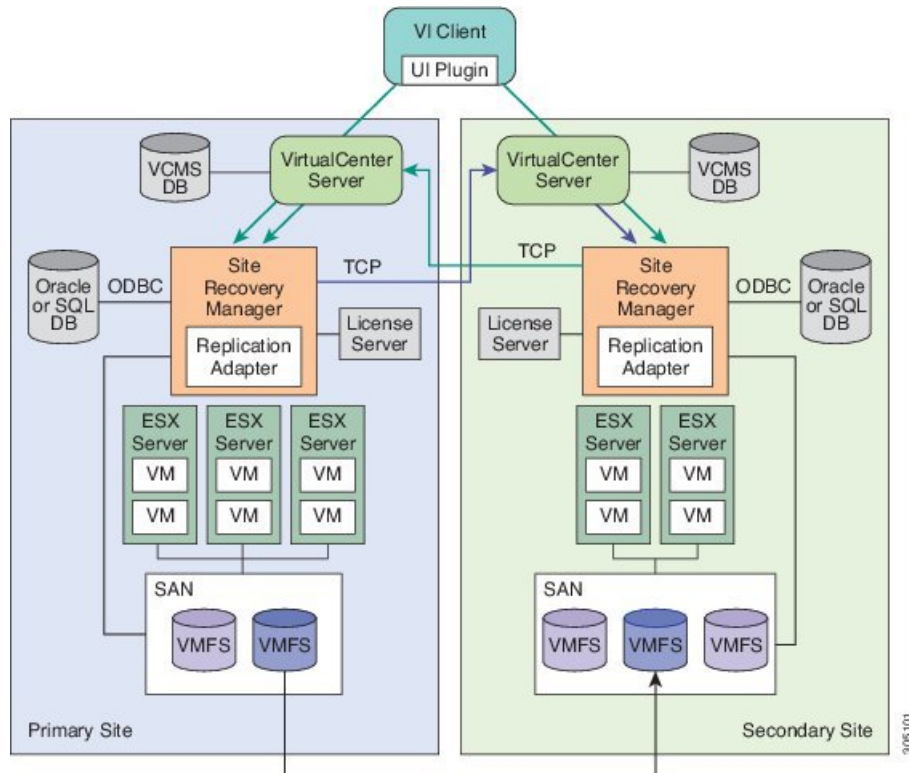 VI Client
UI Plugin
VCMS
DB
VirtualCenter
Server
VirtualCenter
Server
VCMS
DB
Oracle
or SQL
DB
ODBC
Site
Recovery
Manager
Replication
Adapter
TCP
License
Server
TCP
License
Server
Site
Recovery
Manager
Replication
Adapter
ODBC
Oracle
or SQL
DB
ESX
Server
VM
VM
ESX
Server
VM
VM
ESX
Server
VM
VM
ESX
Server
VM
VM
ESX
Server
VM
VM
SAN
VMFS
VMFS
SAN
VMFS
VMFS
VMFS
Primary Site
Secondary Site
305101